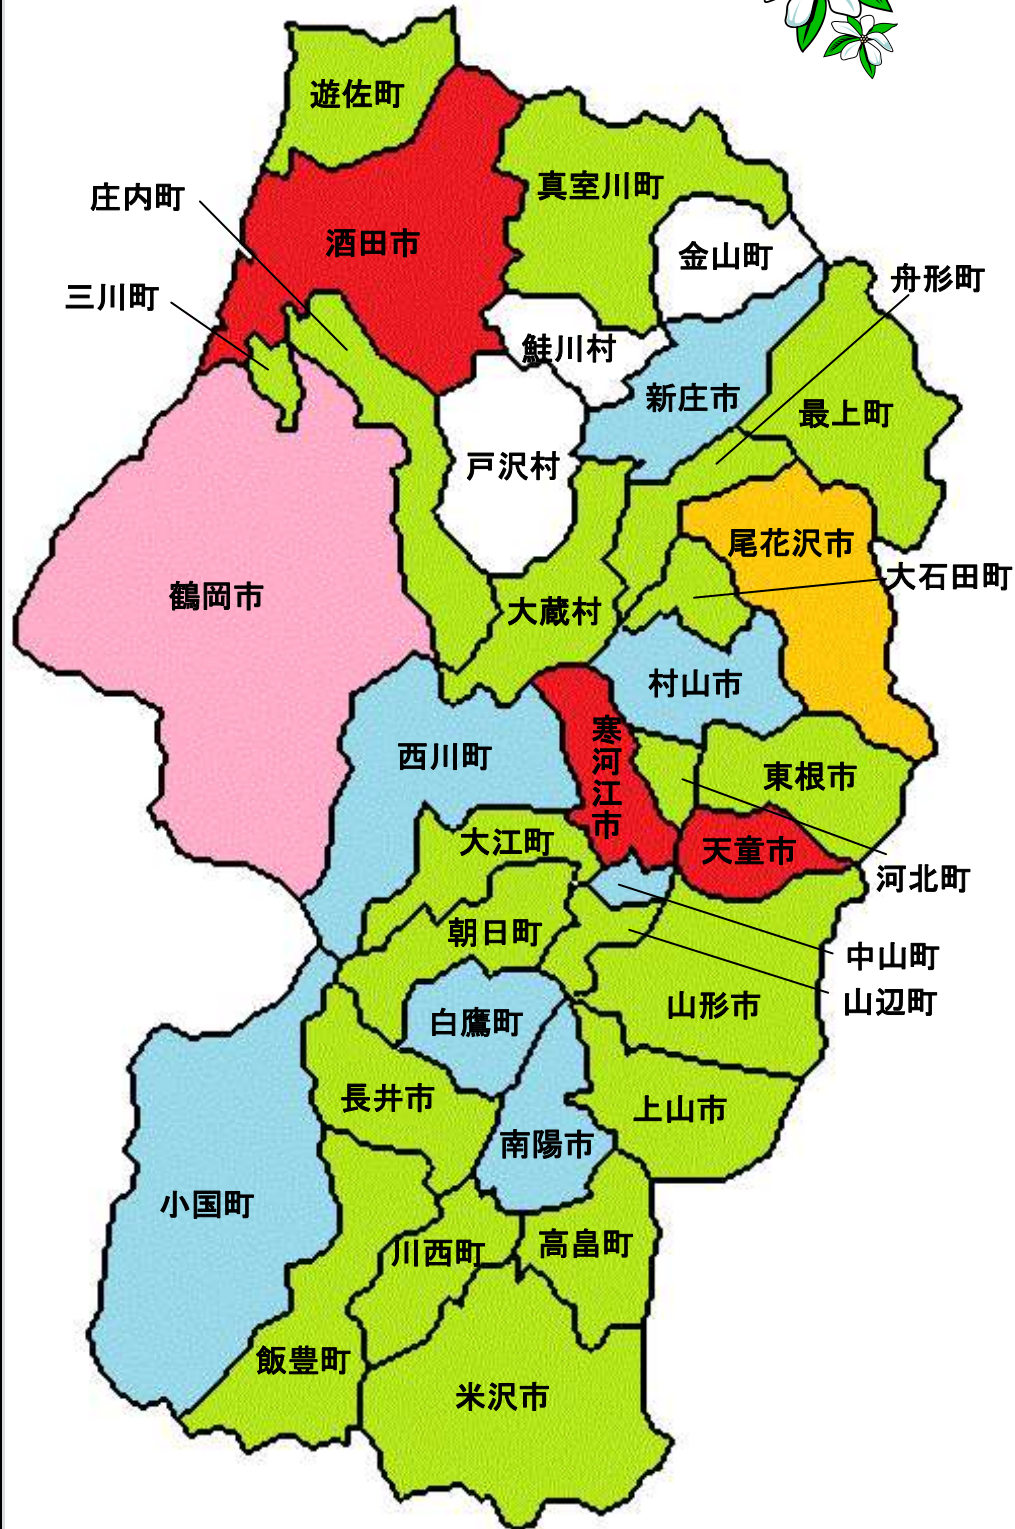 遊佐町
庄内町
真室川町
酒田市
金山町
舟形町
三川町
鮭川村
新庄市
最上町
戸沢村
尾花沢市
大石田町
鶴岡市
大蔵村
村山市
寒河江市
西川町
東根市
大江町
天童市
河北町
朝日町
中山町
山辺町
山形市
白鷹町
長井市
上山市
南陽市
小国町
川西町
高畠町
飯豊町
米沢市